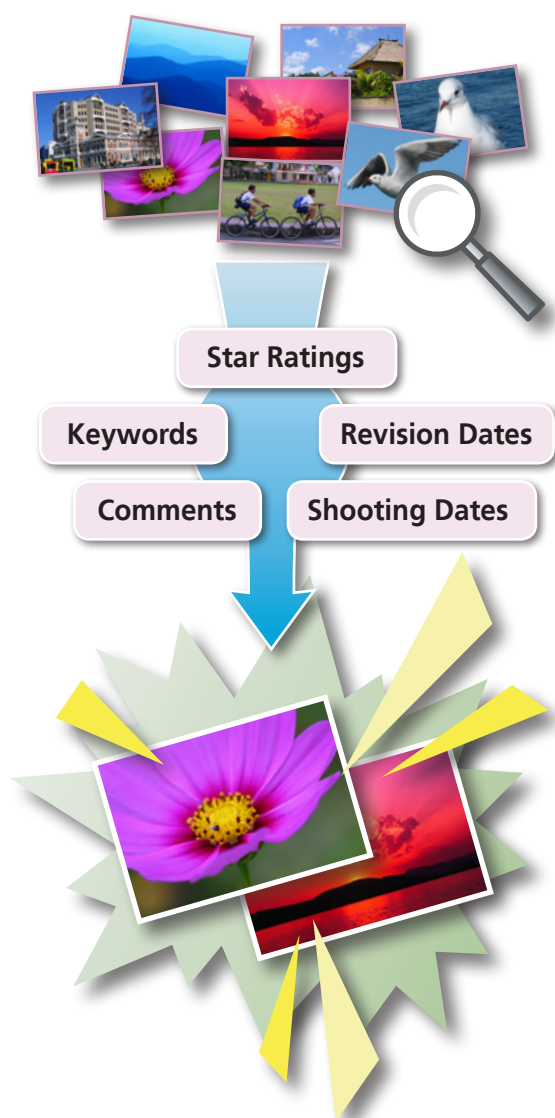 Star Ratings
Keywords
Revision Dates
Comments
Shooting Dates